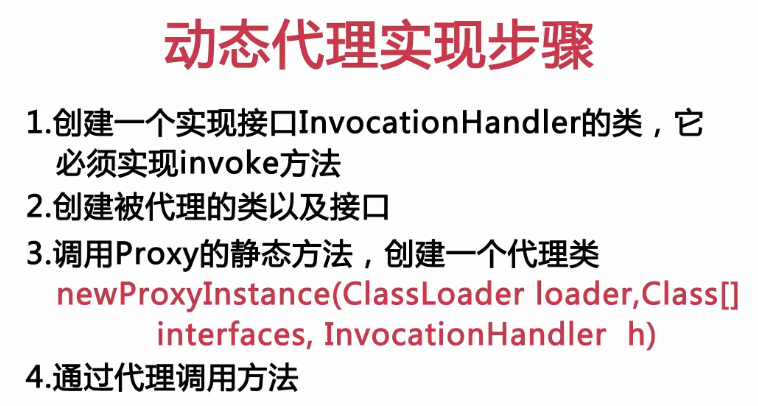 动态代理实现步骤
1.创建一个实现接口InvocationHandler的类，它
必须实现invoke方法
2.创建被代理的类以及接口
3.调用Proxy的静态方法，创建一个代理类
newProxyInstance(ClassLoader loader,Class[]
interfaces, InvocationHandler h)
4.通过代理调用方法